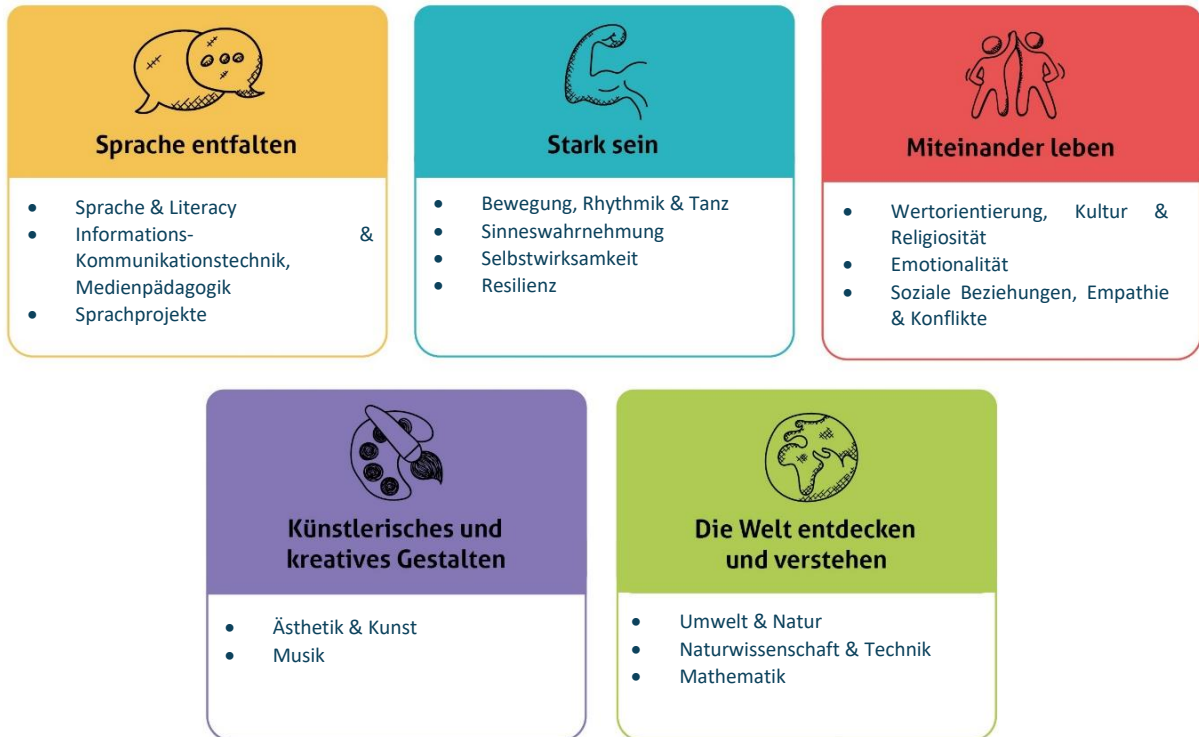 Sprache entfalten
• Sprache & Literacy
• Informations- &
Kommunikationstechnik,
Medienpädagogik
• Sprachprojekte
Stark sein
• Bewegung, Rhythmik & Tanz
• Sinneswahrnehmung
• Selbstwirksamkeit
• Resilienz
Miteinander leben
• Wertorientierung, Kultur &
Religiosität
• Emotionalität
• Soziale Beziehungen, Empathie
& Konflikte
Künstlerisches und
kreatives Gestalten
• Ästhetik & Kunst
• Musik
Die Welt entdecken
und verstehen
• Umwelt & Natur
• Naturwissenschaft & Technik
• Mathematik